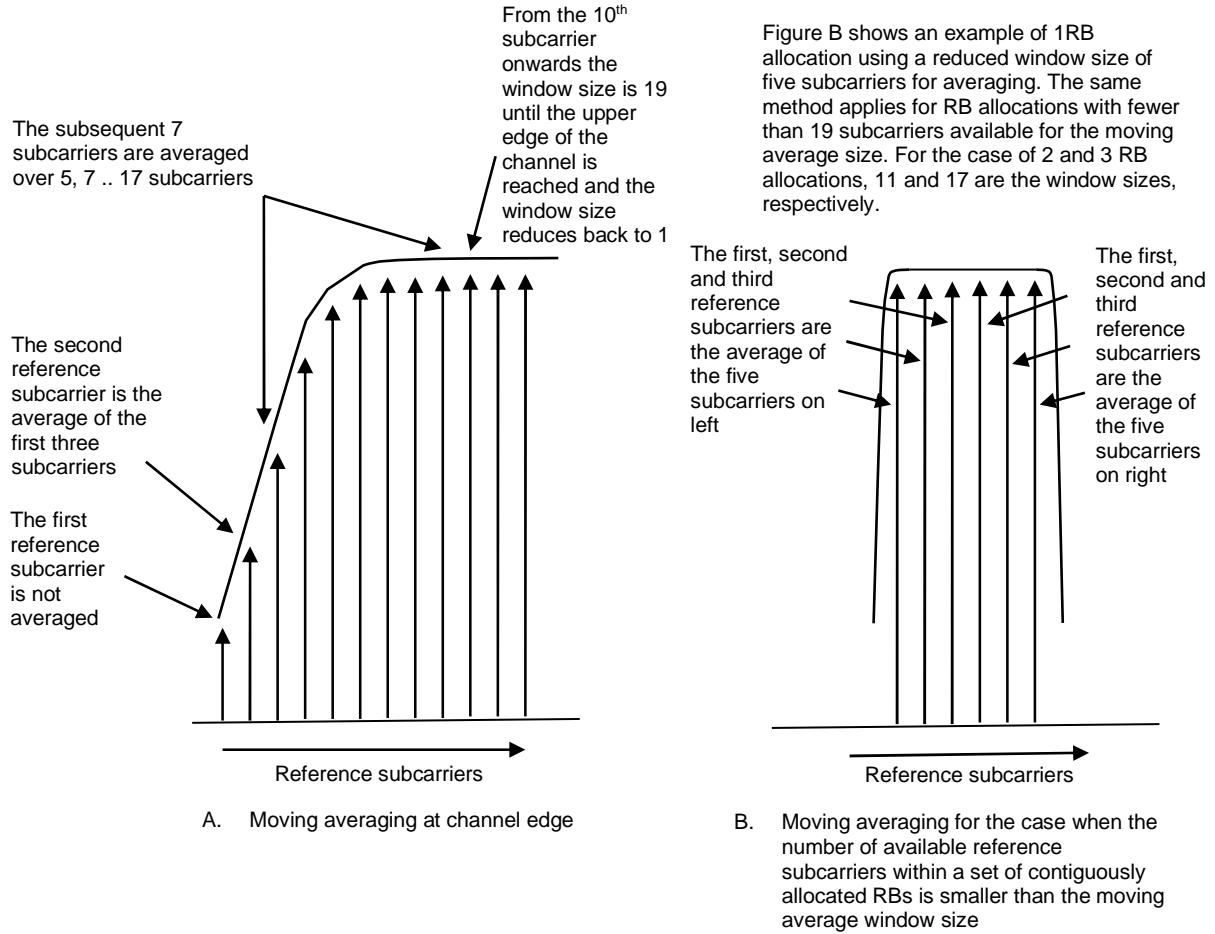 From the 10th
subcarrier
onwards the
window size is 19
until the upper
edge of the
channel is
reached and the
window size
reduces back to 1
The subsequent 7
subcarriers are averaged
over 5, 7 .. 17 subcarriers
The second
reference
subcarrier is the
average of the
first three
subcarriers
The first
reference
subcarrier
is not
averaged
Reference subcarriers
A. Moving averaging at channel edge
Figure B shows an example of 1RB
allocation using a reduced window size of
five subcarriers for averaging. The same
method applies for RB allocations with fewer
than 19 subcarriers available for the moving
average size. For the case of 2 and 3 RB
allocations, 11 and 17 are the window sizes,
respectively.
The first, second
and third
reference
subcarriers are
the average of
the five
subcarriers on
left
The first,
second and
third
reference
subcarriers
are the
average of
the five
subcarriers
on right
Reference subcarriers
B. Moving averaging for the case when the
number of available reference
subcarriers within a set of contiguously
allocated RBs is smaller than the moving
average window size